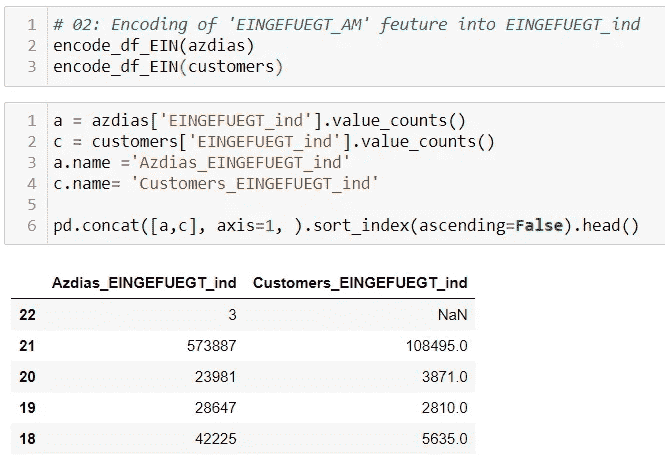 1 # 02: Encoding of 'EINGEFUEGT_AM' feuture into EINGEFUEGT_ind
2 encode_df_EIN(azdias)
3 encode_df_EIN(customers)
1 a = azdias['EINGEFUEGT_ind'].value_counts()
2 c = customers['EINGEFUEGT_ind'].value_counts()
3 a.name ='Azdias_EINGEFUEGT_ind'
4 c.name= 'Customers_EINGEFUEGT_ind'
5
6 pd.concat([a,c], axis=1, ).sort_index(ascending=False).head()
Azdias_EINGEFUEGT_ind Customers_EINGEFUEGT_ind
22 3 NaN
21 573887 108495.0
20 23981 3871.0
19 28647 2810.0
18 42225 5635.0